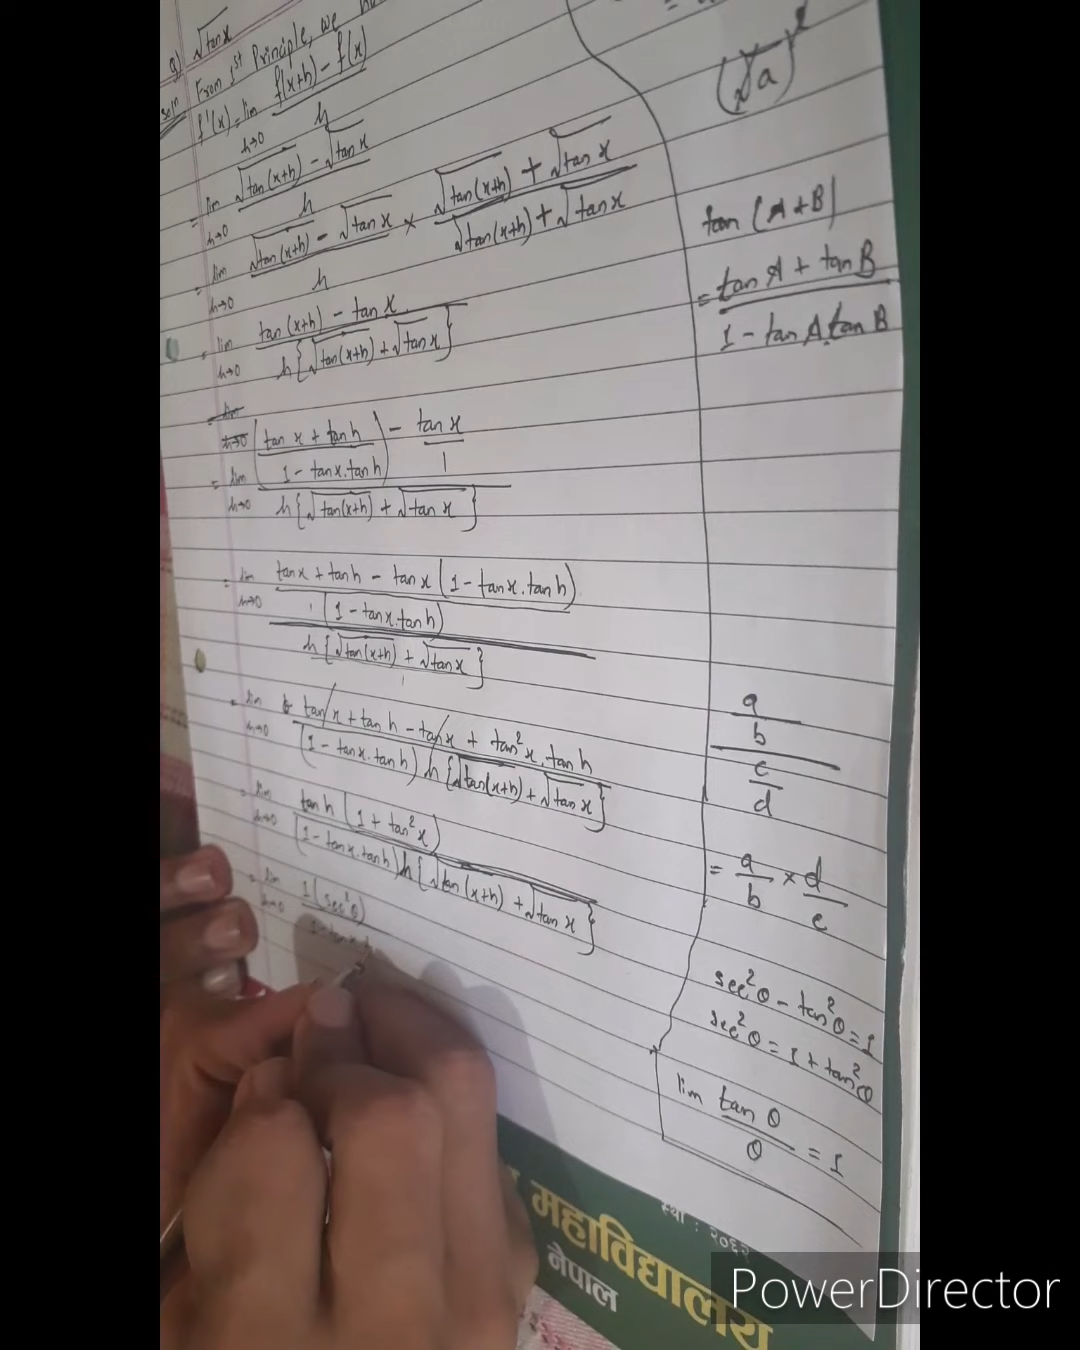 9) √tanx
soln From 1st Principle, we
f'(x) = lim h→0 f(x+h) - f(x) / h
= lim h→0 √tan(x+h) - √tan x / h
= lim h→0 √tan(x+h) - √tan x / h × √tan(x+h) + √tan x / √tan(x+h) + √tan x
= lim h→0 tan(x+h) - tan x / h{√tan(x+h) + √tan x}
= lim h→0 (tan x + tan h / 1 - tan x.tan h) - tan x / 1 / h{√tan(x+h) + √tan x}
= lim h→0 tan x + tan h - tan x (1 - tan x.tan h) / 1(1 - tan x.tan h) / h{√tan(x+h) + √tan x}
= lim h→0 tan x + tan h - tan x + tan²x.tan h / (1 - tan x.tan h) h{√tan(x+h) + √tan x}
= lim h→0 tan h (1 + tan²x) / (1 - tan x.tan h) h{√tan(x+h) + √tan x}
= lim h→0 1(sec²θ) / 1 - tan x
(√a)²
tan (A+B)
= tan A + tan B / 1 - tan A.tan B
a / b / c / d
= a / b × d / c
sec²θ - tan²θ = 1
sec²θ = 1 + tan²θ
lim tan θ / θ = 1
स्था : २०६२
महाविद्यालय
नेपाल
PowerDirector